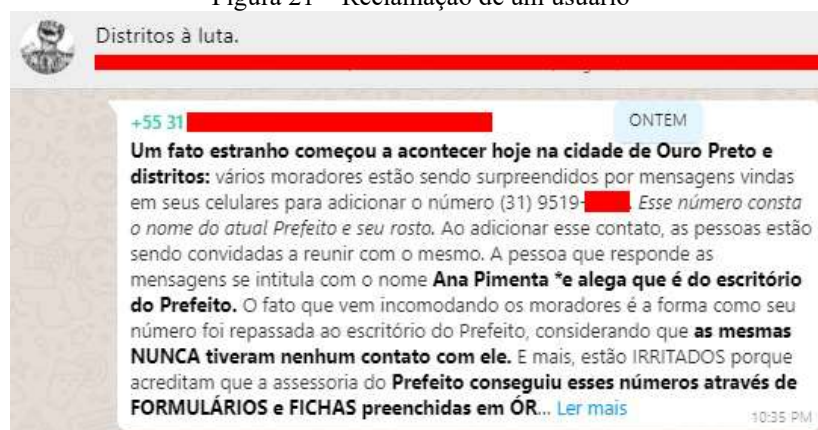 Figura 21 – Reclamação de um usuário
Distritos à luta.
+55 31
ONTEM
Um fato estranho começou a acontecer hoje na cidade de Ouro Preto e
distritos: vários moradores estão sendo surpreendidos por mensagens vindas
em seus celulares para adicionar o número (31) 9519-. Esse número consta
o nome do atual Prefeito e seu rosto. Ao adicionar esse contato, as pessoas estão
sendo convidadas a reunir com o mesmo. A pessoa que responde as
mensagens se intitula com o nome Ana Pimenta *e alega que é do escritório
do Prefeito. O fato que vem incomodando os moradores é a forma como seu
número foi repassada ao escritório do Prefeito, considerando que as mesmas
NUNCA tiveram nenhum contato com ele. E mais, estão IRRITADOS porque
acreditam que a assessoria do Prefeito conseguiu esses números através de
FORMULÁRIOS e FICHAS preenchidas em ÓR... Ler mais
10:35 PM